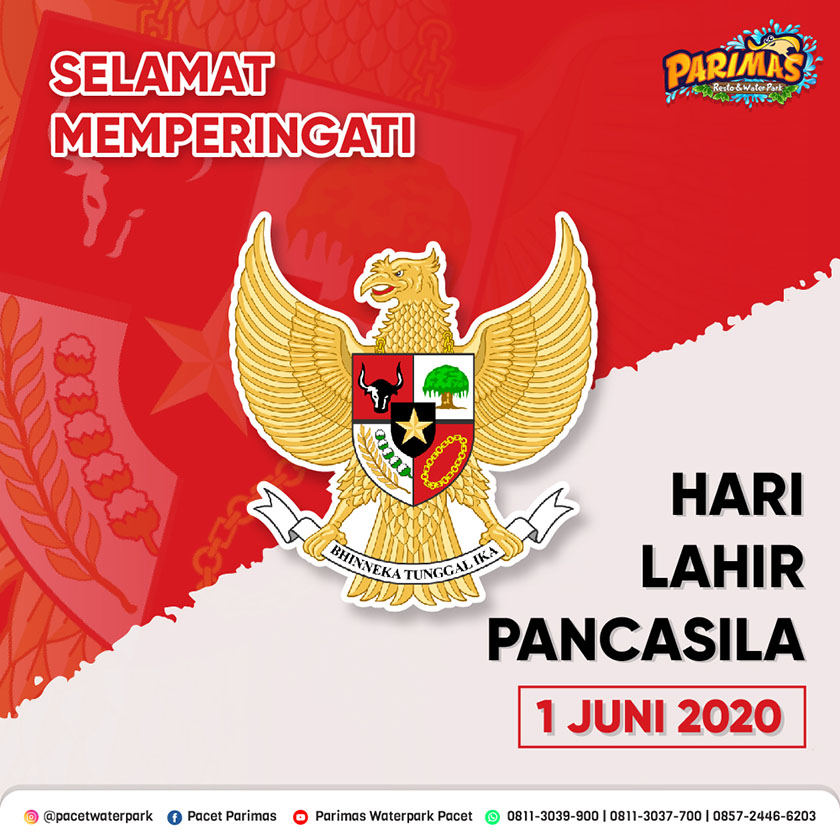 SELAMAT
MEMPERINGATI
PARIMAS
Resto & Water Park
BHINNEKA TUNGGAL IKA
HARI
LAHIR
PANCASILA
1 JUNI 2020
@pacetwaterpark Pacet Parimas Parimas Waterpark Pacet 0811-3039-900 | 0811-3037-700 | 0857-2446-6203